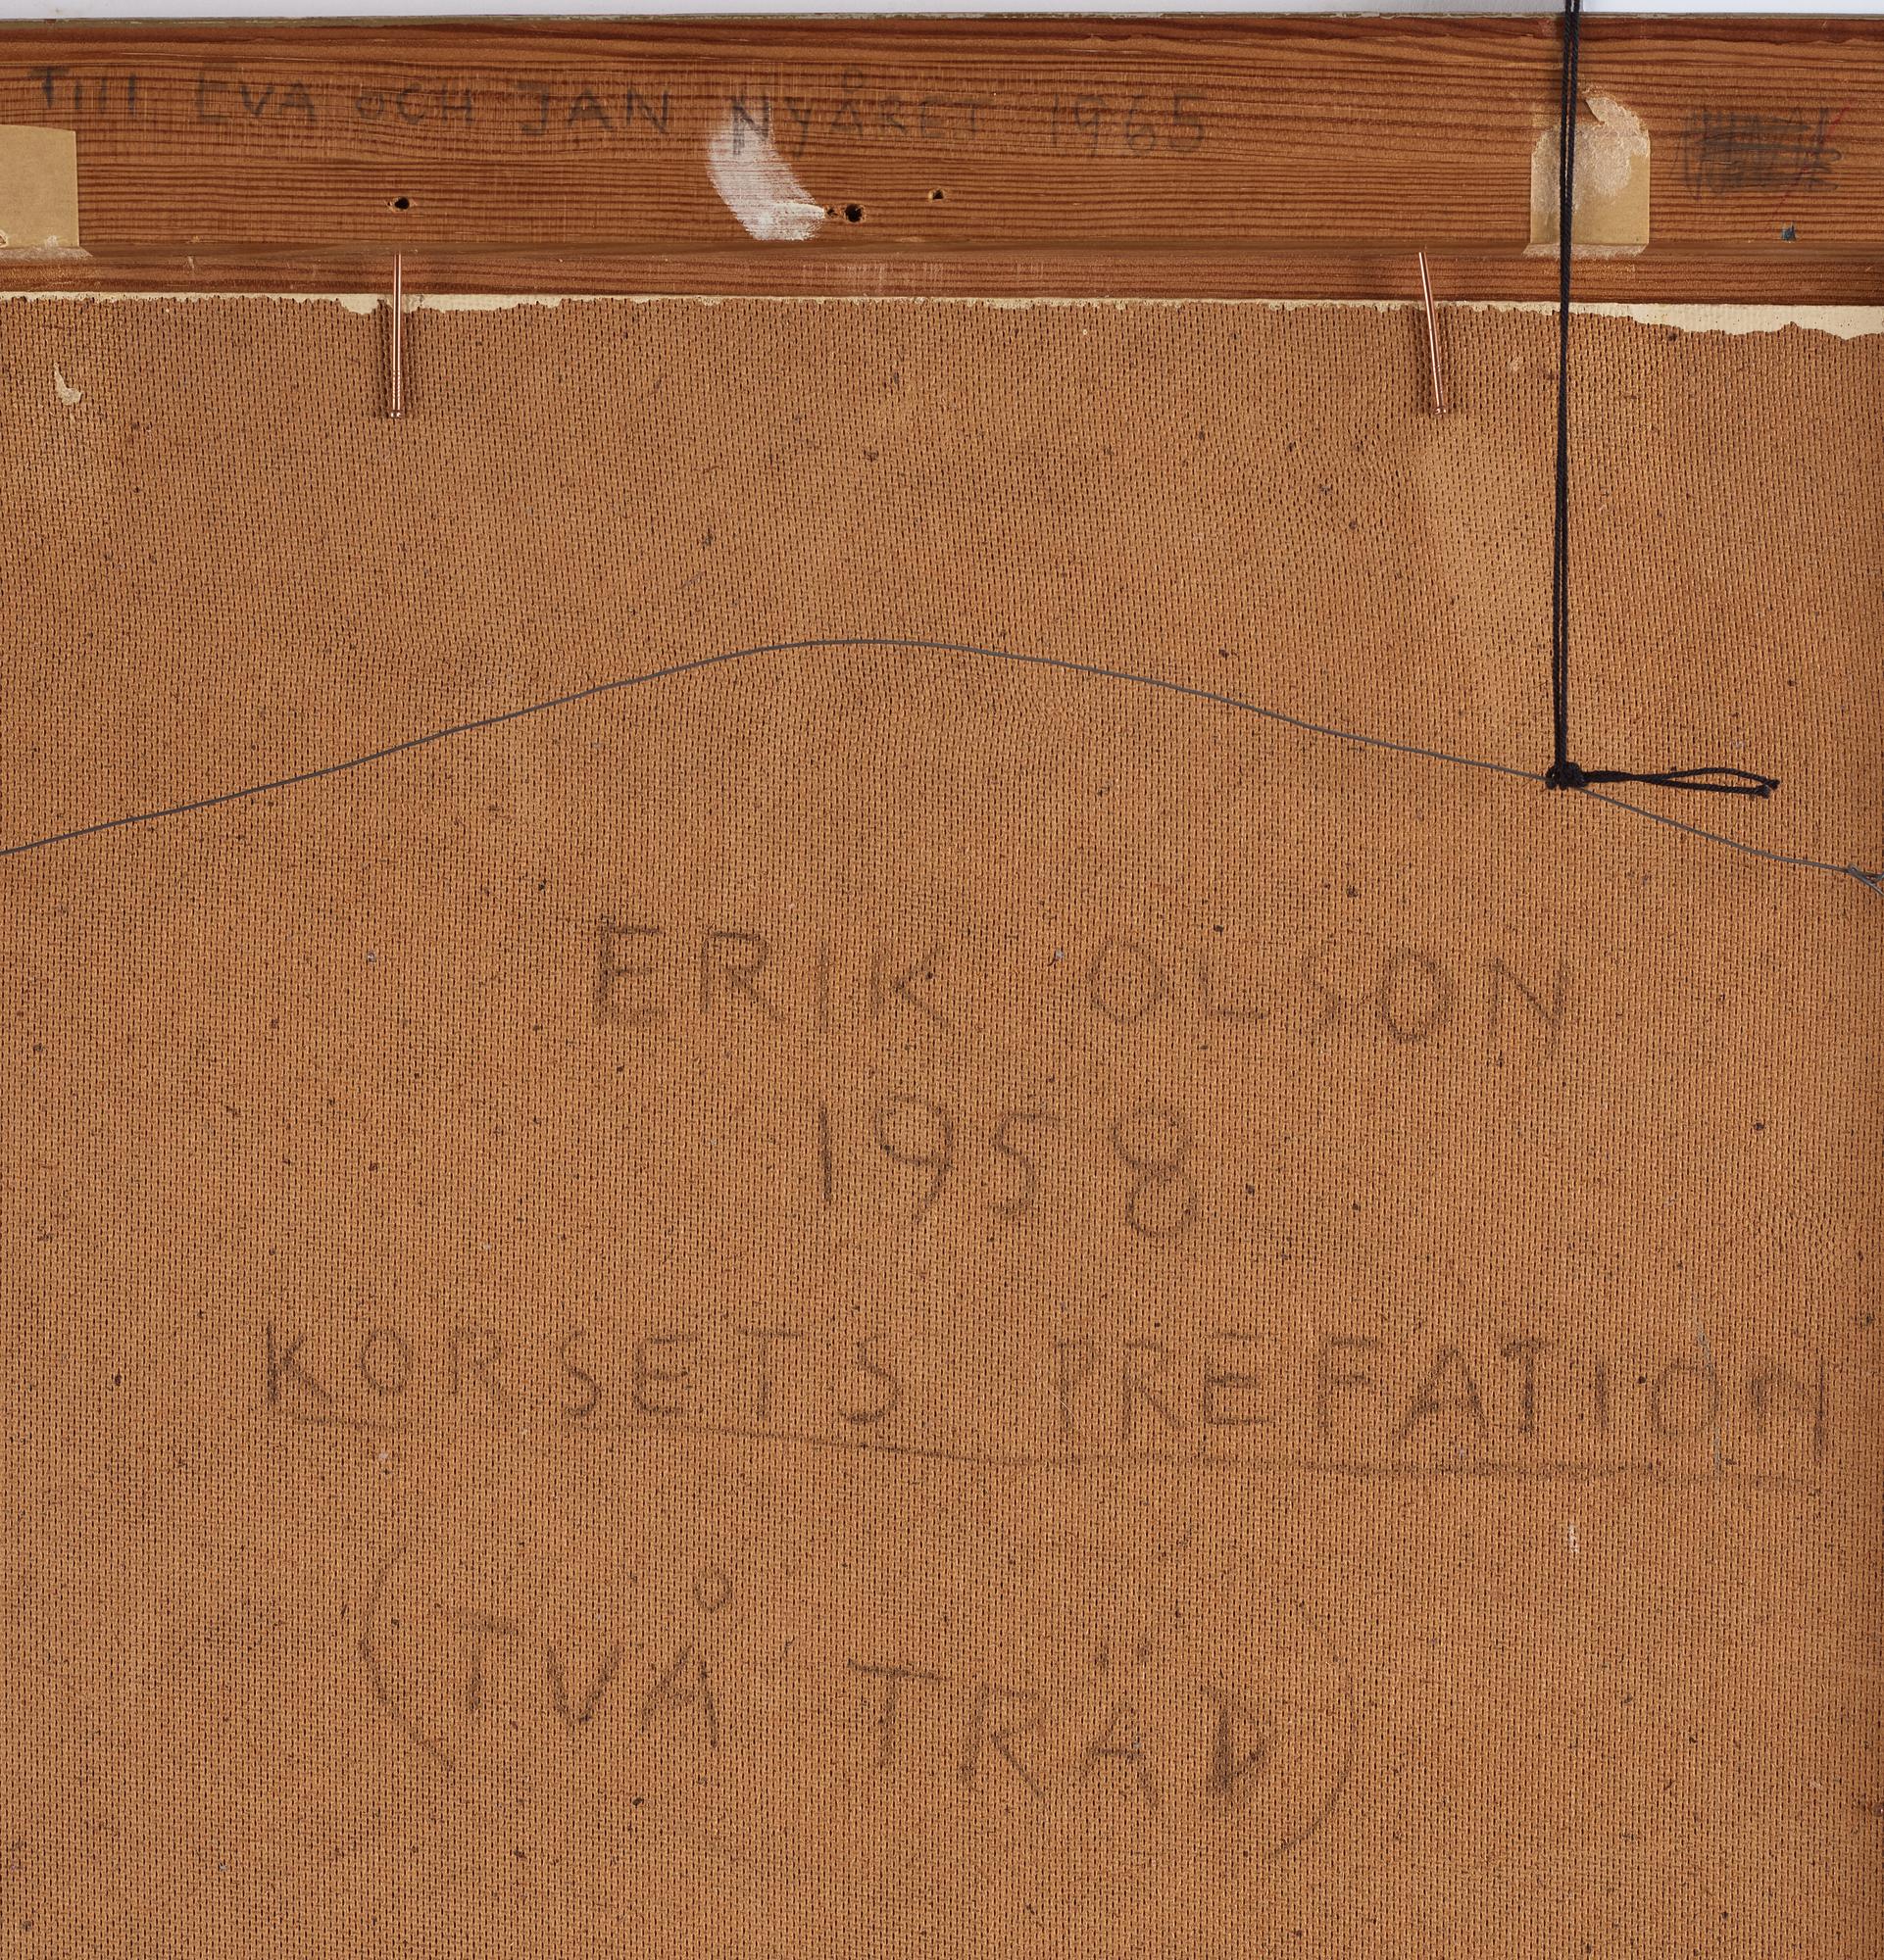 TILL EVA OCH JAN NYÅRET 1965
ERIK OLSON
1958
KORSETS PREFATION
(TVÅ TRÄD)